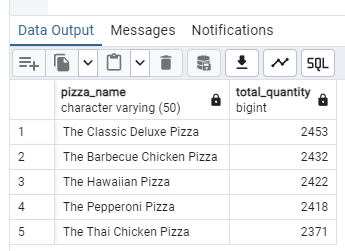 Data Output Messages Notifications
SQL
pizza_name total_quantity
character varying (50) bigint
1 The Classic Deluxe Pizza 2453
2 The Barbecue Chicken Pizza 2432
3 The Hawaiian Pizza 2422
4 The Pepperoni Pizza 2418
5 The Thai Chicken Pizza 2371